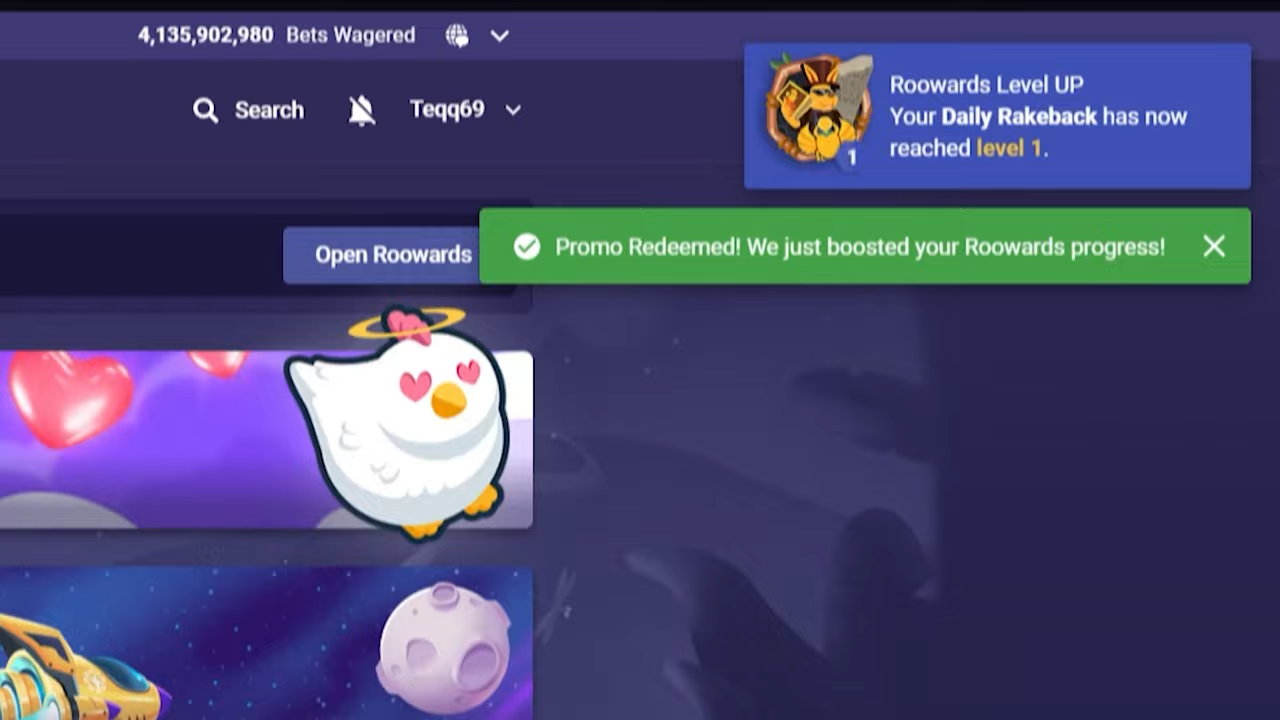 4,135,902,980 Bets Wagered
Search
Teqq69
Roowards Level UP
Your Daily Rakeback has now
reached level 1.
1
Open Roowards
Promo Redeemed! We just boosted your Roowards progress!